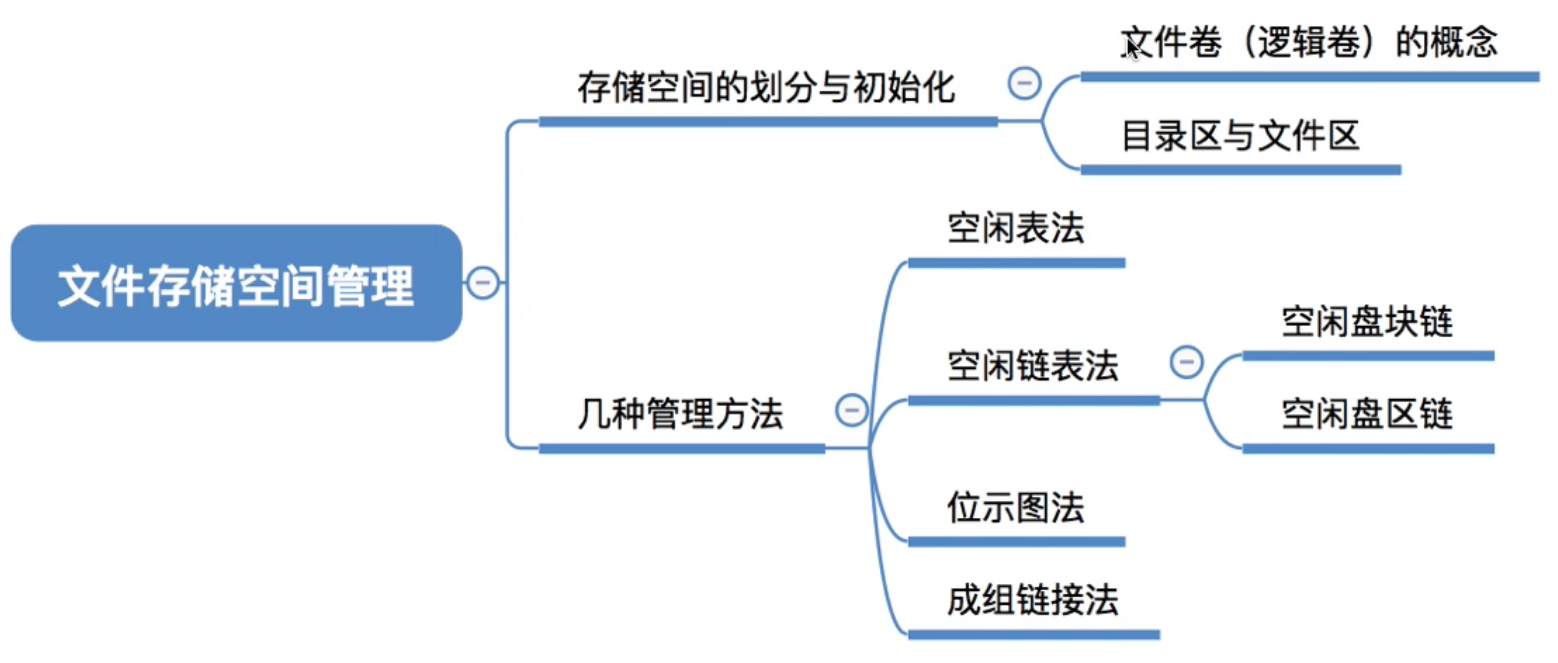 文件存储空间管理
存储空间的划分与初始化
文件卷（逻辑卷）的概念
目录区与文件区
几种管理方法
空闲表法
空闲链表法
空闲盘块链
空闲盘区链
位示图法
成组链接法